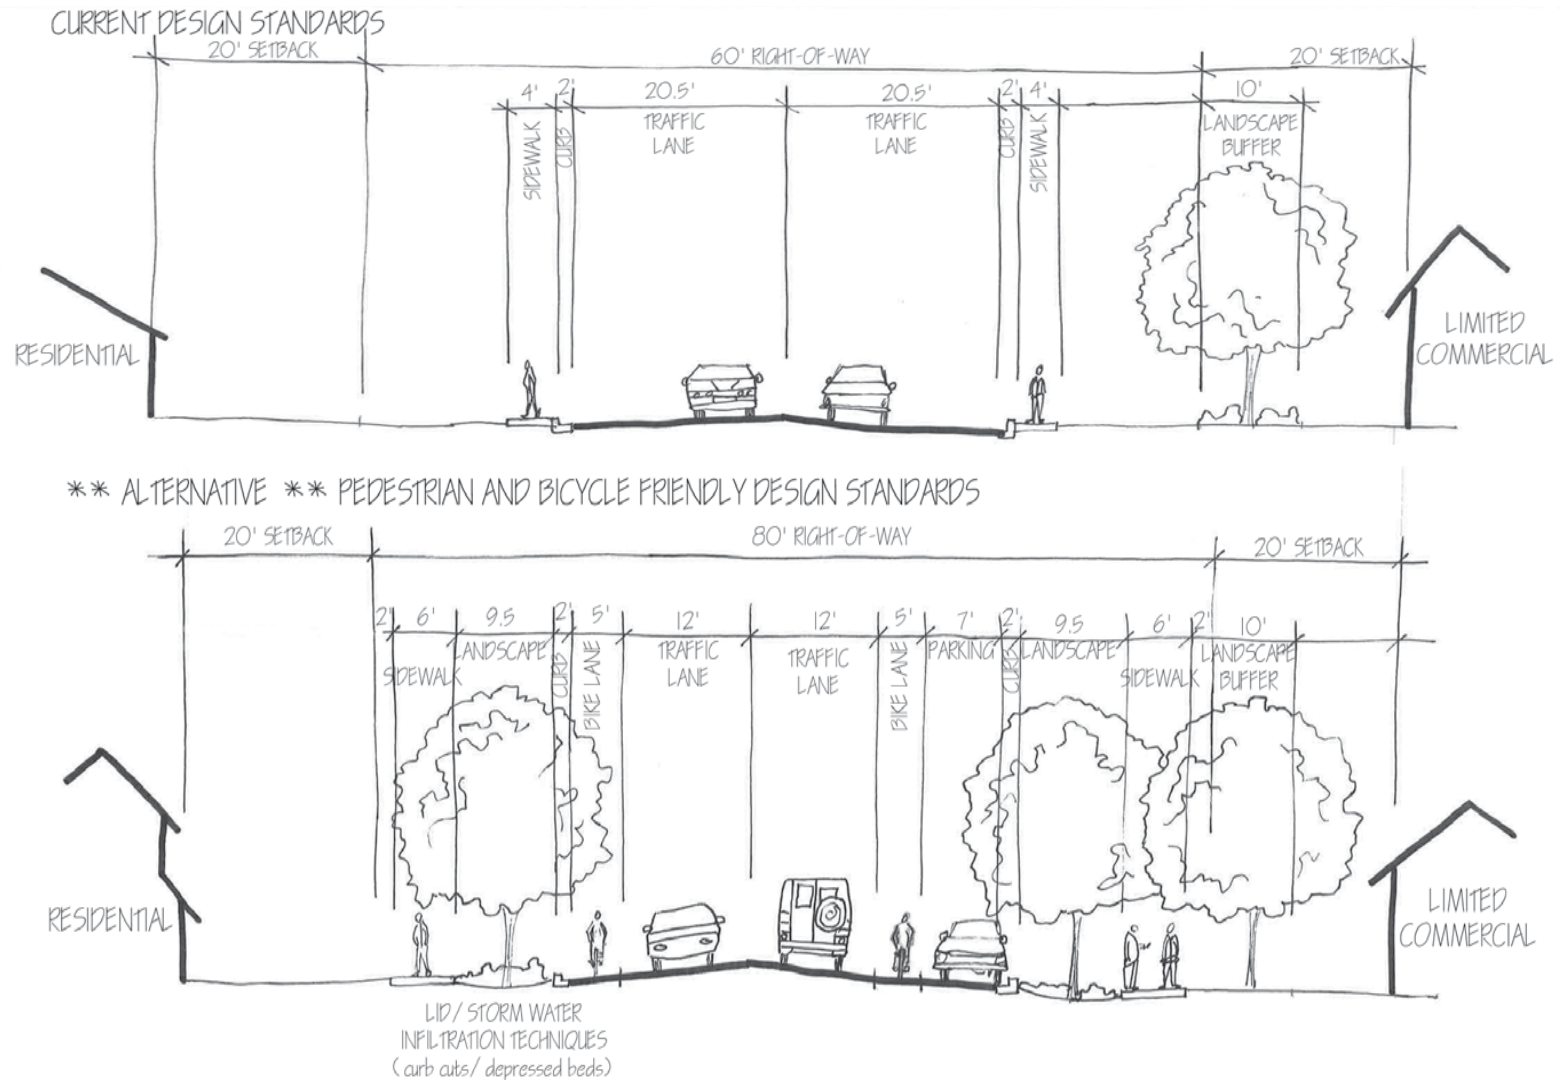 CURRENT DESIGN STANDARDS
20' SETBACK
60' RIGHT-OF-WAY
20' SETBACK
4'
2'
20.5'
20.5'
2'
4'
10'
SIDEWALK
CURB
TRAFFIC
LANE
TRAFFIC
LANE
CURB
SIDEWALK
LANDSCAPE
BUFFER
RESIDENTIAL
LIMITED
COMMERCIAL
** ALTERNATIVE ** PEDESTRIAN AND BICYCLE FRIENDLY DESIGN STANDARDS
20' SETBACK
80' RIGHT-OF-WAY
20' SETBACK
2'
6'
9.5
2'
5'
12'
12'
5'
7'
2'
9.5
6'
2'
10'
SIDEWALK
LANDSCAPE
CURB
BIKE LANE
TRAFFIC
LANE
TRAFFIC
LANE
BIKE LANE
PARKING
CURB
LANDSCAPE
SIDEWALK
LANDSCAPE
BUFFER
RESIDENTIAL
LIMITED
COMMERCIAL
LID/ STORM WATER
INFILTRATION TECHNIQUES
(curb cuts/ depressed beds)